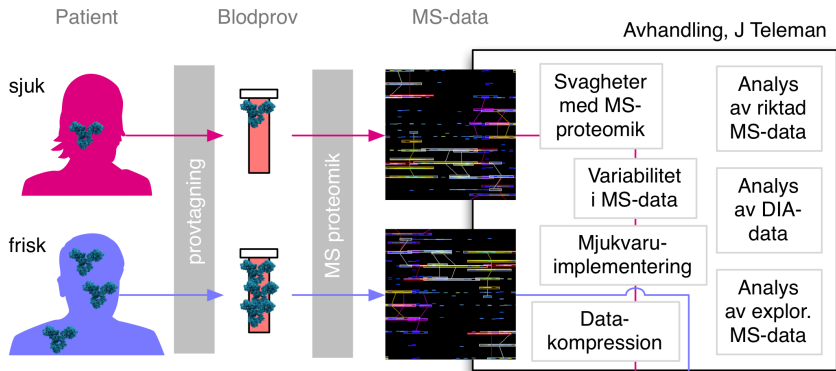 Patient
Blodprov
MS-data
Avhandling, J Teleman
sjuk
frisk
provtagning
MS proteomik
Svagheter
med MS-
proteomik
Variabilitet
i MS-data
Mjukvaru-
implementering
Data-
kompression
Analys
av riktad
MS-data
Analys
av DIA-
data
Analys
av explor.
MS-data